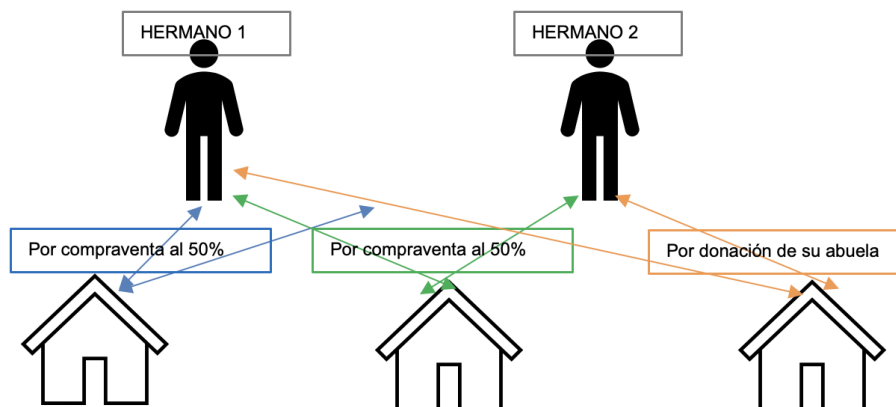 HERMANO 1
HERMANO 2
Por compraventa al 50%
Por compraventa al 50%
Por donación de su abuela